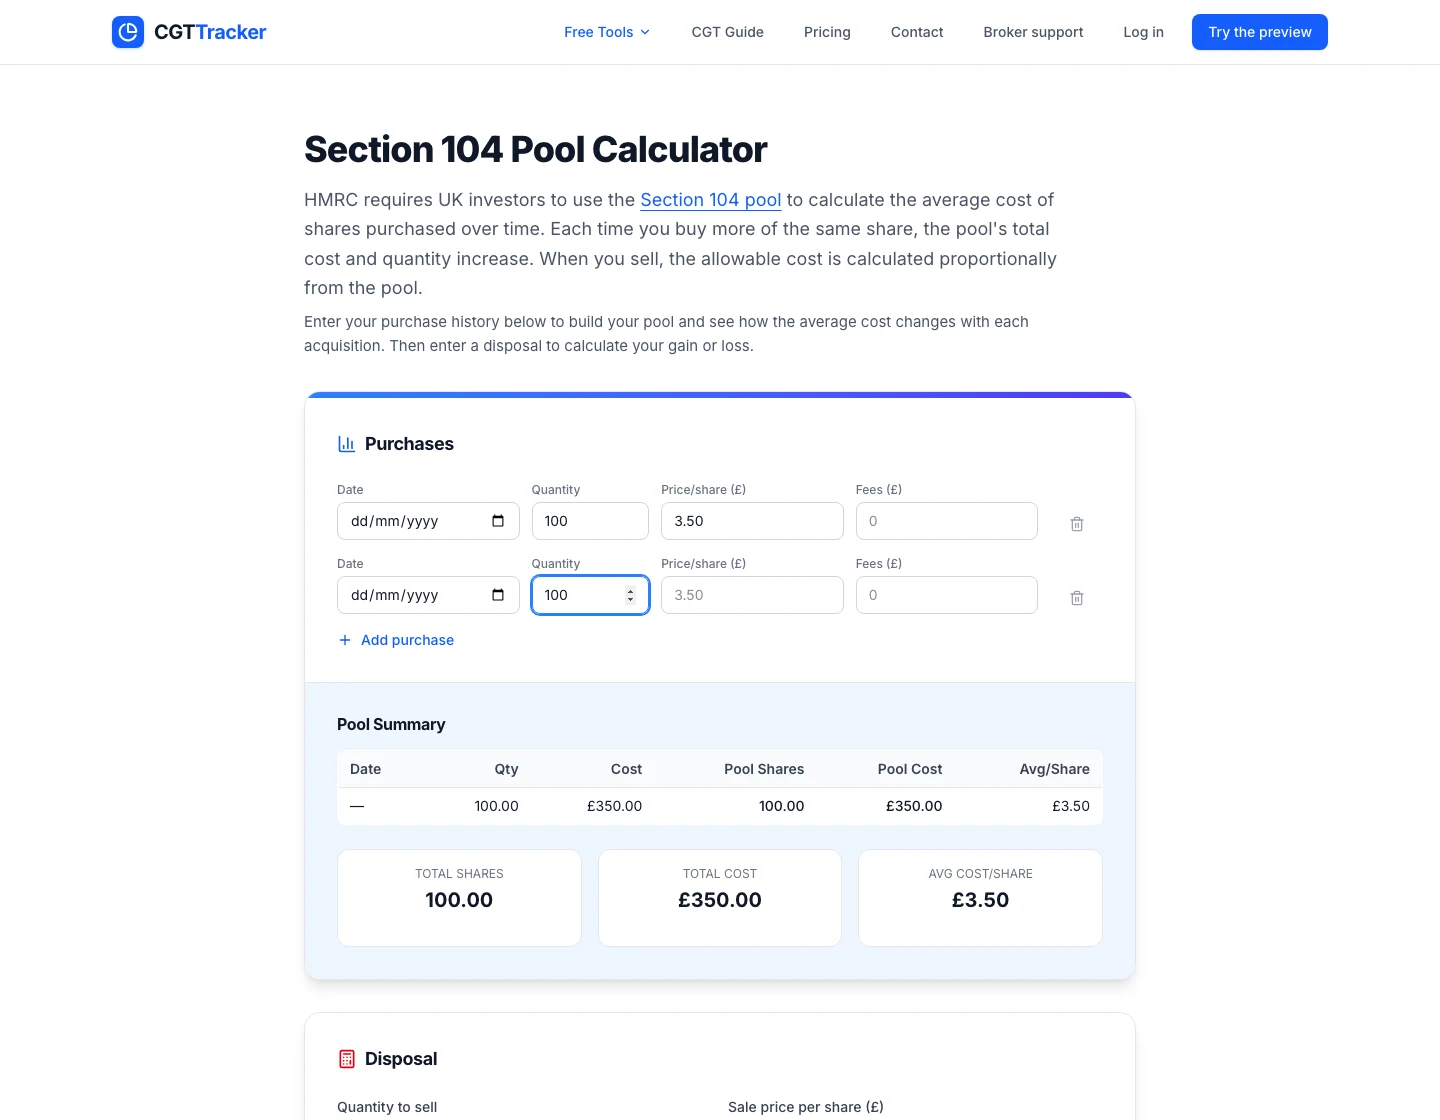 CGTTracker
Free Tools
CGT Guide
Pricing
Contact
Broker support
Log in
Try the preview
Section 104 Pool Calculator
HMRC requires UK investors to use the Section 104 pool to calculate the average cost of
shares purchased over time. Each time you buy more of the same share, the pool's total
cost and quantity increase. When you sell, the allowable cost is calculated proportionally
from the pool.
Enter your purchase history below to build your pool and see how the average cost changes with each
acquisition. Then enter a disposal to calculate your gain or loss.
Purchases
Date Quantity Price/share (£) Fees (£)
dd/mm/yyyy 100 3.50 0
Date Quantity Price/share (£) Fees (£)
dd/mm/yyyy 100 3.50 0
+ Add purchase
Pool Summary
Date Qty Cost Pool Shares Pool Cost Avg/Share
— 100.00 £350.00 100.00 £350.00 £3.50
TOTAL SHARES
100.00
TOTAL COST
£350.00
AVG COST/SHARE
£3.50
Disposal
Quantity to sell Sale price per share (£)